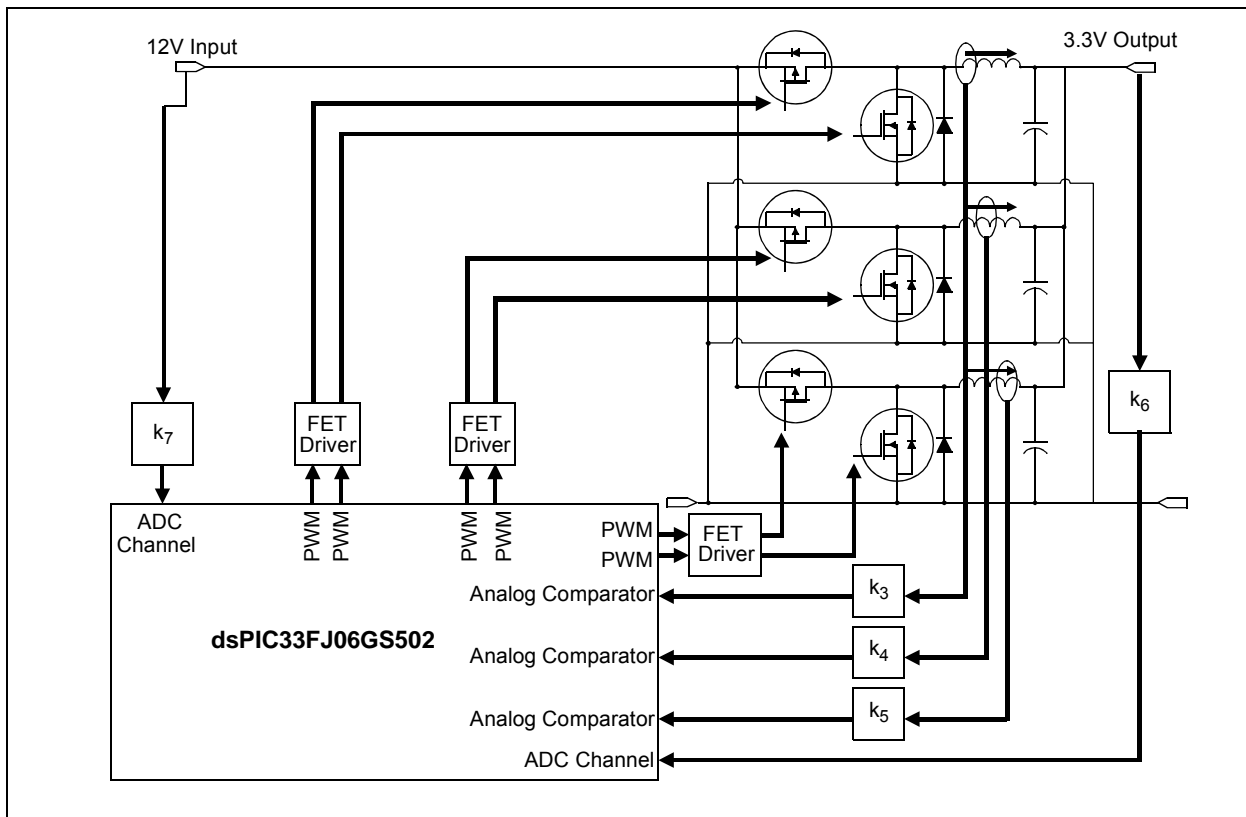 12V Input
3.3V Output
k7
FET
Driver
FET
Driver
k6
ADC
Channel
PWM
PWM
PWM
PWM
PWM
PWM
FET
Driver
Analog Comparator
k3
dsPIC33FJ06GS502
Analog Comparator
k4
Analog Comparator
k5
ADC Channel